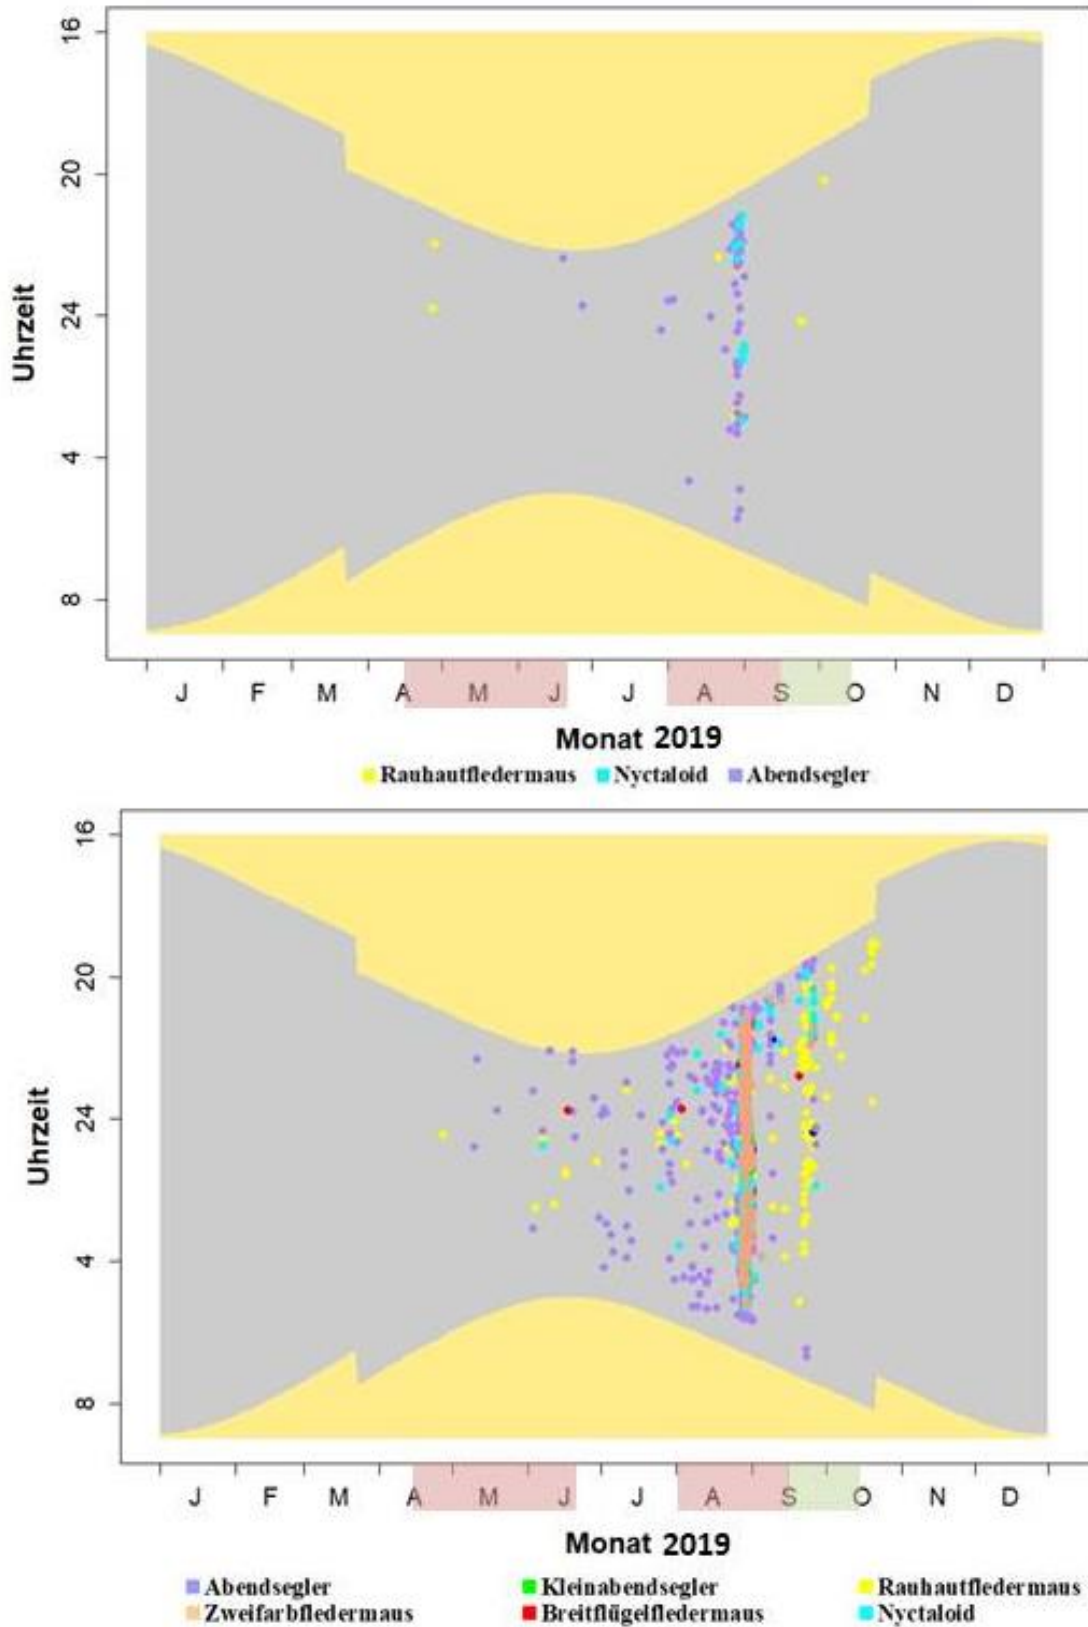 16
20
24
4
8
Uhrzeit
J F M A M J J A S O N D
Monat 2019
Rauhautfledermaus Nyctaloid Abendsegler
16
20
24
4
8
Uhrzeit
J F M A M J J A S O N D
Monat 2019
Abendsegler Kleinabendsegler Rauhautfledermaus
Zweifarbfledermaus Breitflügelfledermaus Nyctaloid